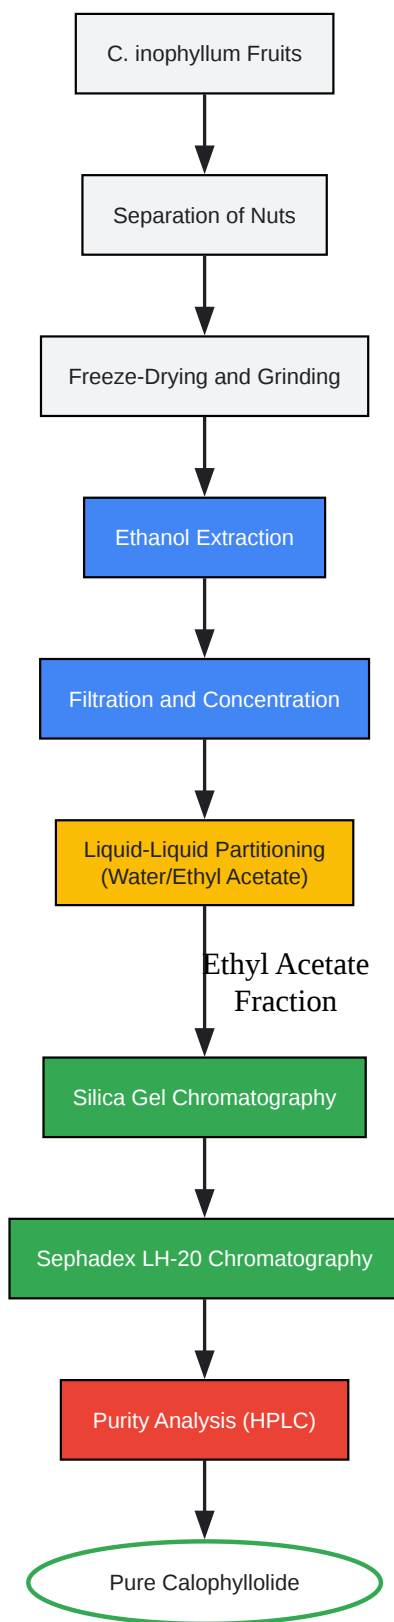 C. inophyllum Fruits
Separation of Nuts
Freeze-Drying and Grinding
Ethanol Extraction
Filtration and Concentration
Liquid-Liquid Partitioning
(Water/Ethyl Acetate)
Ethyl Acetate
Fraction
Silica Gel Chromatography
Sephadex LH-20 Chromatography
Purity Analysis (HPLC)
Pure Calophyllolide